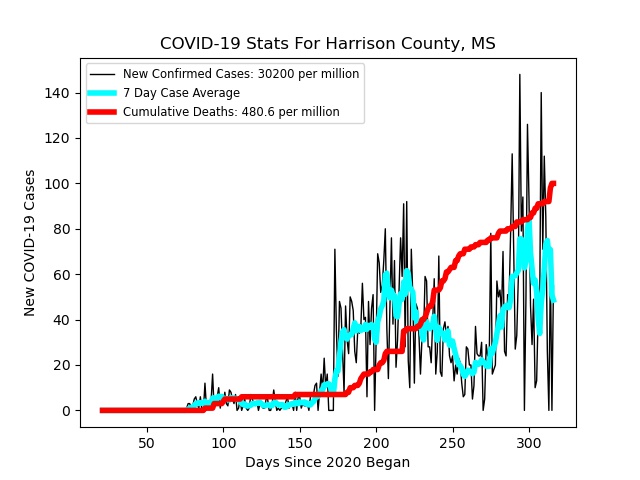 COVID-19 Stats For Harrison County, MS
New Confirmed Cases: 30200 per million
7 Day Case Average
Cumulative Deaths: 480.6 per million
New COVID-19 Cases
140
120
100
80
60
40
20
0
50 100 150 200 250 300
Days Since 2020 Began